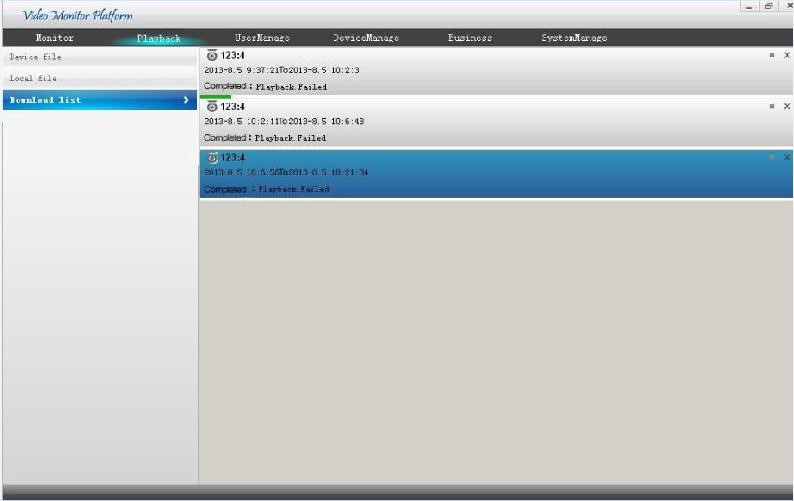 Video Monitor Platform
Monitor Playback UserManage DeviceManage Business SystemManage
Device file
Local file
Download list
123:4
2013-8.5 9:37:21To2013-8.5 10:2:3
Completed : Playback Failed
123:4
2013-8.5 10:2:11To2013-8.5 10:6:43
Completed : Playback Failed
123:4
2013-8.5 10:6:50To2013-8.5 10:21:34
Completed : Playback Failed